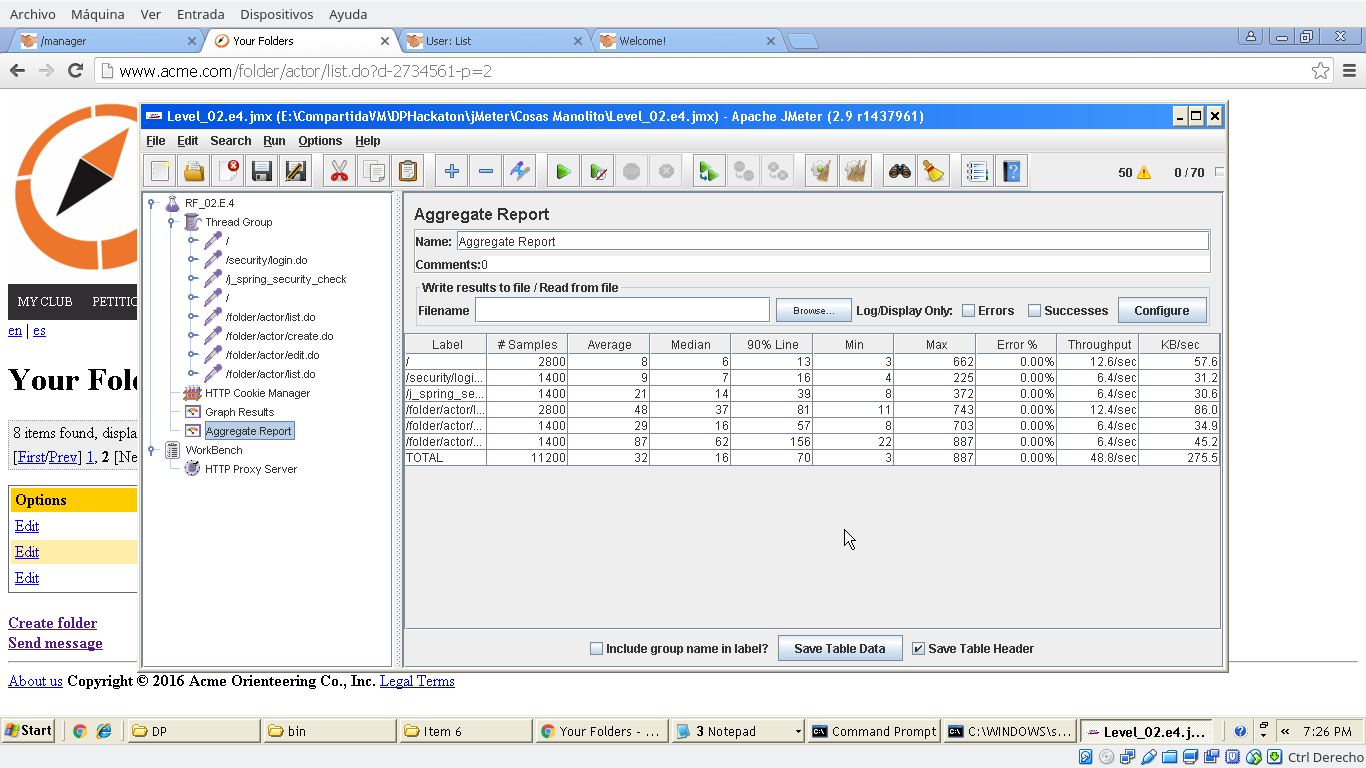 Archivo Máquina Ver Entrada Dispositivos Ayuda
/manager Your Folders User: List Welcome!
www.acme.com/folder/actor/list.do?d-2734561-p=2
Level_02.e4.jmx (E:\CompartidaVM\DPHackaton\jMeter\Cosas Manolito\Level_02.e4.jmx) - Apache JMeter (2.9 r1437961)
File Edit Search Run Options Help
50 0 / 70
RF_02.E.4
Thread Group
/
/security/login.do
/j_spring_security_check
/
/folder/actor/list.do
/folder/actor/create.do
/folder/actor/edit.do
/folder/actor/list.do
HTTP Cookie Manager
Graph Results
Aggregate Report
WorkBench
HTTP Proxy Server
Aggregate Report
Name: Aggregate Report
Comments: 0
Write results to file / Read from file
Filename Browse... Log/Display Only: Errors Successes Configure
Label # Samples Average Median 90% Line Min Max Error % Throughput KB/sec
/ 2800 8 6 13 3 662 0.00% 12.6/sec 57.6
/security/logi... 1400 9 7 16 4 225 0.00% 6.4/sec 31.2
/j_spring_se... 1400 21 14 39 8 372 0.00% 6.4/sec 30.6
/folder/actor/l... 2800 48 37 81 11 743 0.00% 12.4/sec 86.0
/folder/actor/... 1400 29 16 57 8 703 0.00% 6.4/sec 34.9
/folder/actor/... 1400 87 62 156 22 887 0.00% 6.4/sec 45.2
TOTAL 11200 32 16 70 3 887 0.00% 48.8/sec 275.5
Include group name in label? Save Table Data Save Table Header
MY CLUB PETITIC
en | es
Your Fol
8 items found, displa
[First/Prev] 1, 2 [Ne
Options
Edit
Edit
Edit
Create folder
Send message
About us Copyright © 2016 Acme Orienteering Co., Inc. Legal Terms
Start DP bin Item 6 Your Folders - ... 3 Notepad Command Prompt C:\WINDOWS\s... Level_02.e4.j... 7:26 PM
Ctrl Derecho